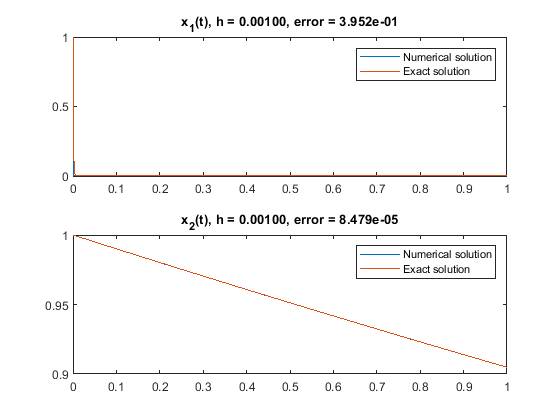 x1(t), h = 0.00100, error = 3.952e-01
1
0.5
0
Numerical solution
Exact solution
0 0.1 0.2 0.3 0.4 0.5 0.6 0.7 0.8 0.9 1
x2(t), h = 0.00100, error = 8.479e-05
1
0.95
0.9
Numerical solution
Exact solution
0 0.1 0.2 0.3 0.4 0.5 0.6 0.7 0.8 0.9 1